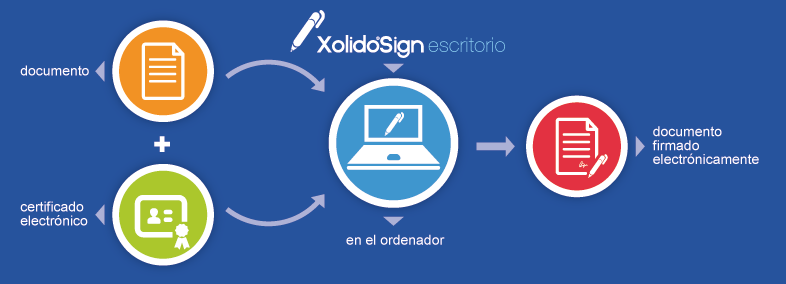 XolidoSign escritorio
documento
certificado
electrónico
en el ordenador
documento
firmado
electrónicamente